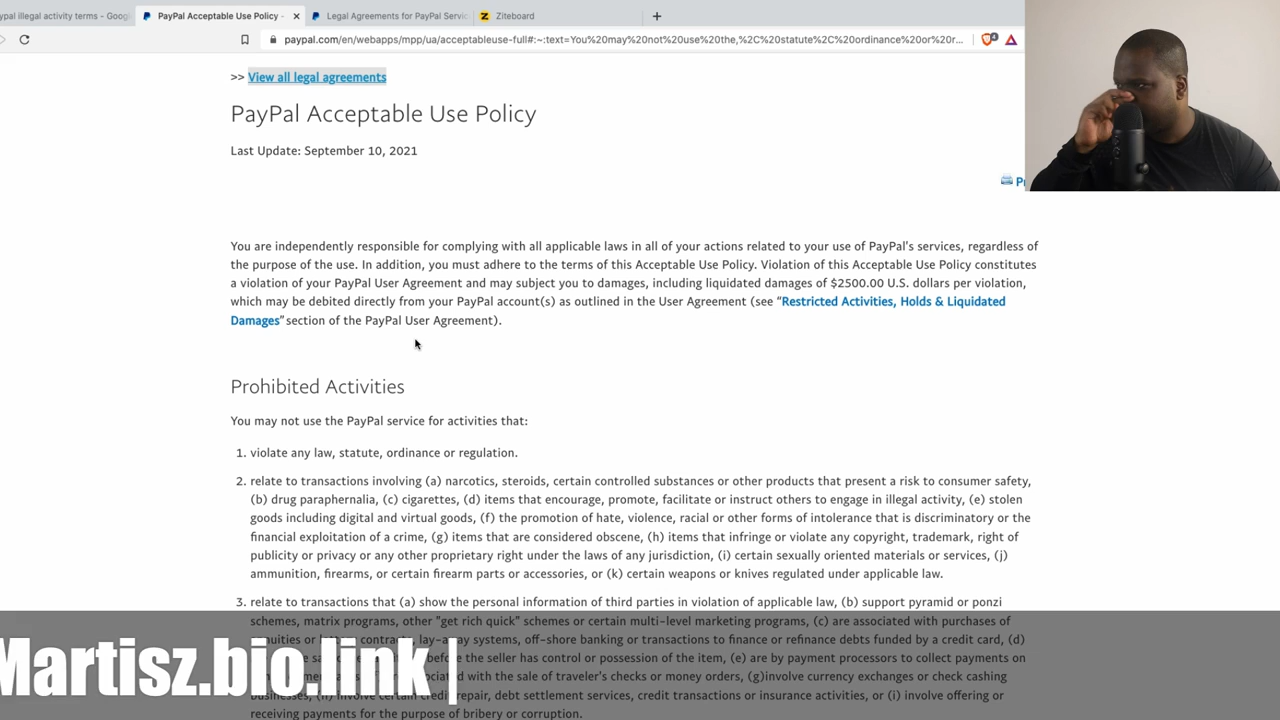 ypal illegal activity terms - Goog
PayPal Acceptable Use Policy -
Legal Agreements for PayPal Servic
Ziteboard
paypal.com/en/webapps/mpp/ua/acceptableuse-full#:~:text=You%20may%20not%20use%20the,%2C%20statute%2C%20ordinance%20or%20r...
>> View all legal agreements
PayPal Acceptable Use Policy
Last Update: September 10, 2021
You are independently responsible for complying with all applicable laws in all of your actions related to your use of PayPal's services, regardless of
the purpose of the use. In addition, you must adhere to the terms of this Acceptable Use Policy. Violation of this Acceptable Use Policy constitutes
a violation of your PayPal User Agreement and may subject you to damages, including liquidated damages of $2500.00 U.S. dollars per violation,
which may be debited directly from your PayPal account(s) as outlined in the User Agreement (see “Restricted Activities, Holds & Liquidated
Damages” section of the PayPal User Agreement).
Prohibited Activities
You may not use the PayPal service for activities that:
1. violate any law, statute, ordinance or regulation.
2. relate to transactions involving (a) narcotics, steroids, certain controlled substances or other products that present a risk to consumer safety,
(b) drug paraphernalia, (c) cigarettes, (d) items that encourage, promote, facilitate or instruct others to engage in illegal activity, (e) stolen
goods including digital and virtual goods, (f) the promotion of hate, violence, racial or other forms of intolerance that is discriminatory or the
financial exploitation of a crime, (g) items that are considered obscene, (h) items that infringe or violate any copyright, trademark, right of
publicity or privacy or any other proprietary right under the laws of any jurisdiction, (i) certain sexually oriented materials or services, (j)
ammunition, firearms, or certain firearm parts or accessories, or (k) certain weapons or knives regulated under applicable law.
3. relate to transactions that (a) show the personal information of third parties in violation of applicable law, (b) support pyramid or ponzi
schemes, matrix programs, other "get rich quick" schemes or certain multi-level marketing programs, (c) are associated with purchases of
contracts, lay-away systems, off-shore banking or transactions to finance or refinance debts funded by a credit card, (d)
before the seller has control or possession of the item, (e) are by payment processors to collect payments on
associated with the sale of traveler's checks or money orders, (g)involve currency exchanges or check cashing
repair, debt settlement services, credit transactions or insurance activities, or (i) involve offering or
receiving payments for the purpose of bribery or corruption.
Martisz.bio.link |